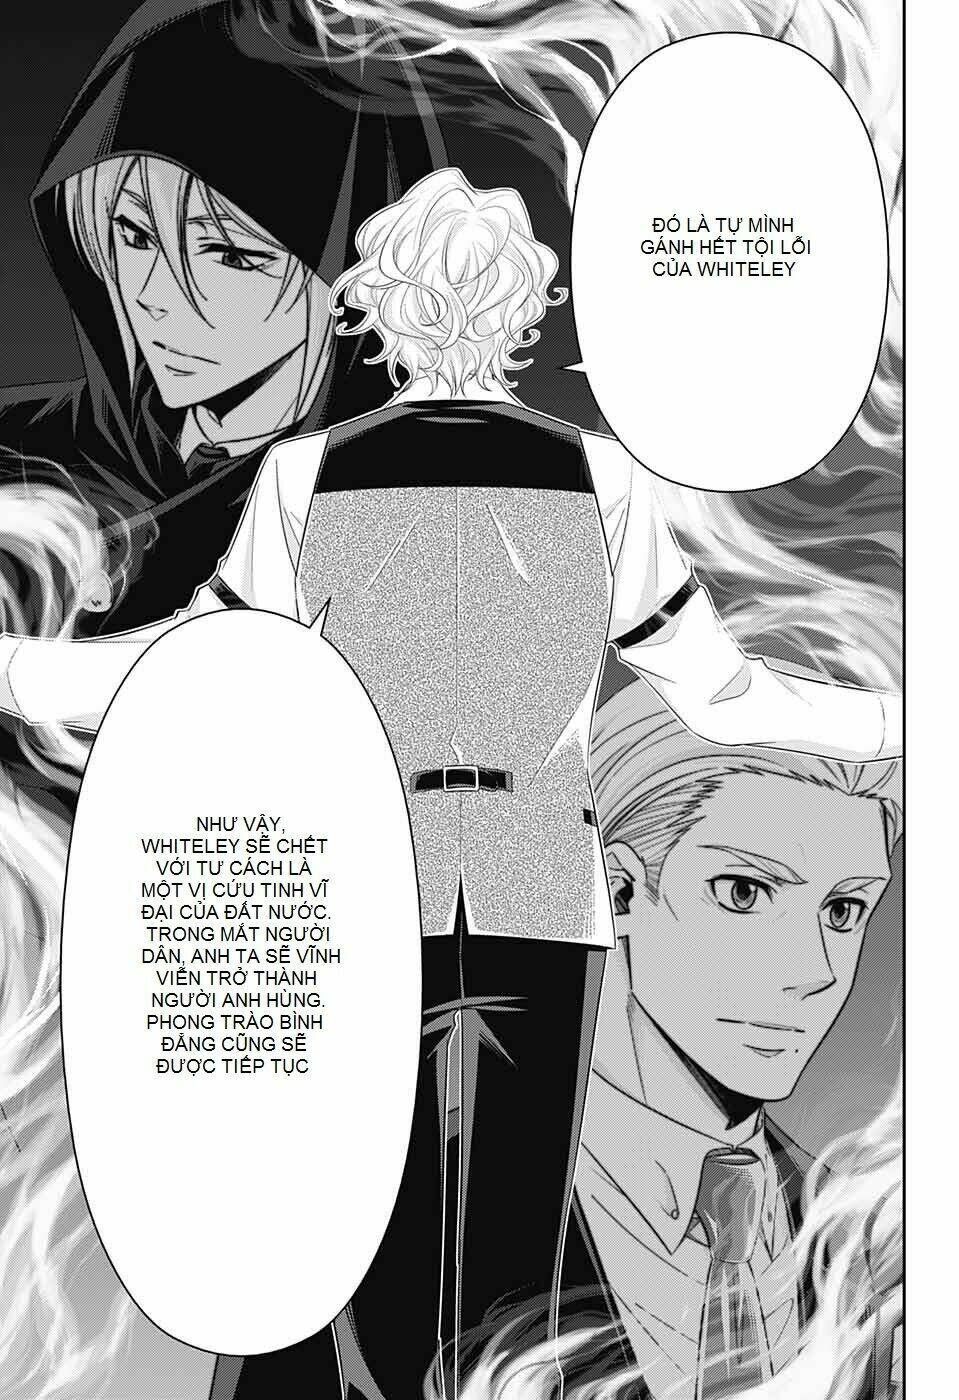 ĐÓ LÀ TỰ MÌNH
GÁNH HẾT TỘI LỖI
CỦA WHITELEY
NHƯ VẬY,
WHITELEY SẼ CHẾT
VỚI TƯ CÁCH LÀ
MỘT VỊ CỨU TINH VĨ
ĐẠI CỦA ĐẤT NƯỚC.
TRONG MẮT NGƯỜI
DÂN, ANH TA SẼ VĨNH
VIỄN TRỞ THÀNH
NGƯỜI ANH HÙNG.
PHONG TRÀO BÌNH
ĐẲNG CŨNG SẼ
ĐƯỢC TIẾP TỤC